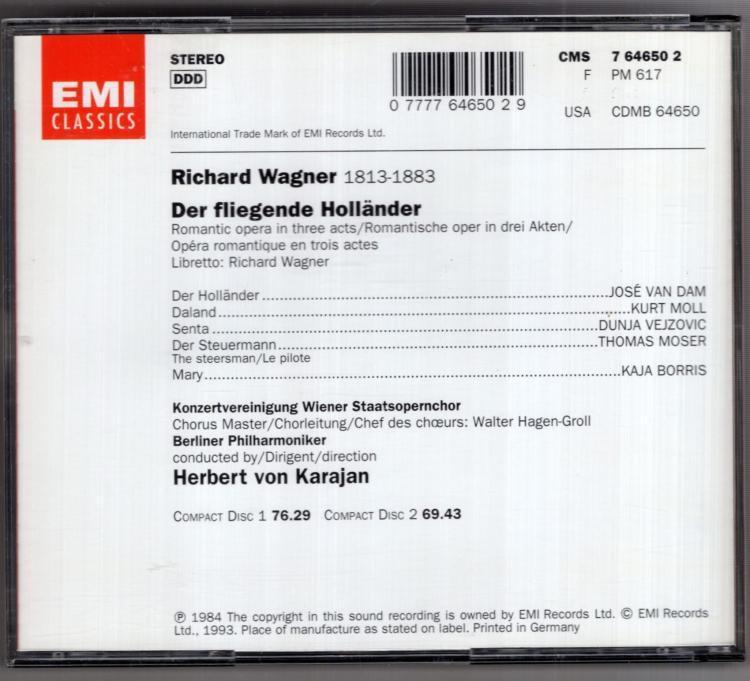 EMI
CLASSICS
STEREO
DDD
0 7777 64650 2 9
CMS 7 64650 2
F PM 617
USA CDMB 64650
International Trade Mark of EMI Records Ltd.
Richard Wagner 1813-1883
Der fliegende Holländer
Romantic opera in three acts/Romantische oper in drei Akten/
Opéra romantique en trois actes
Libretto: Richard Wagner
Der Holländer...JOSÉ VAN DAM
Daland...KURT MOLL
Senta...DUNJA VEJZOVIC
Der Steuermann...THOMAS MOSER
The steersman/Le pilote
Mary...KAJA BORRIS
Konzertvereinigung Wiener Staatsopernchor
Chorus Master/Chorleitung/Chef des chœurs: Walter Hagen-Groll
Berliner Philharmoniker
conducted by/Dirigent/direction
Herbert von Karajan
COMPACT DISC 1 76.29 COMPACT DISC 2 69.43
℗ 1984 The copyright in this sound recording is owned by EMI Records Ltd. © EMI Records
Ltd., 1993. Place of manufacture as stated on label. Printed in Germany